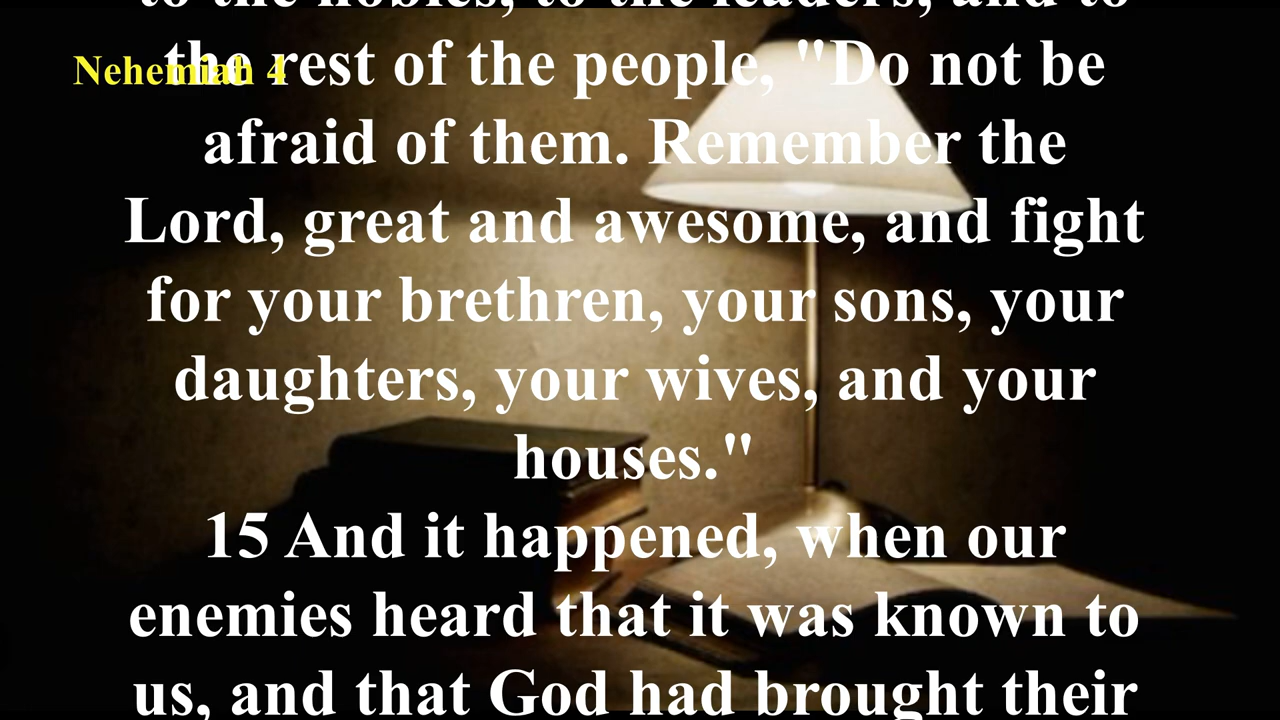 to the nobles, to the leaders, and to
Nehemiah 4
the rest of the people, "Do not be
afraid of them. Remember the
Lord, great and awesome, and fight
for your brethren, your sons, your
daughters, your wives, and your
houses."
15 And it happened, when our
enemies heard that it was known to
us, and that God had brought their